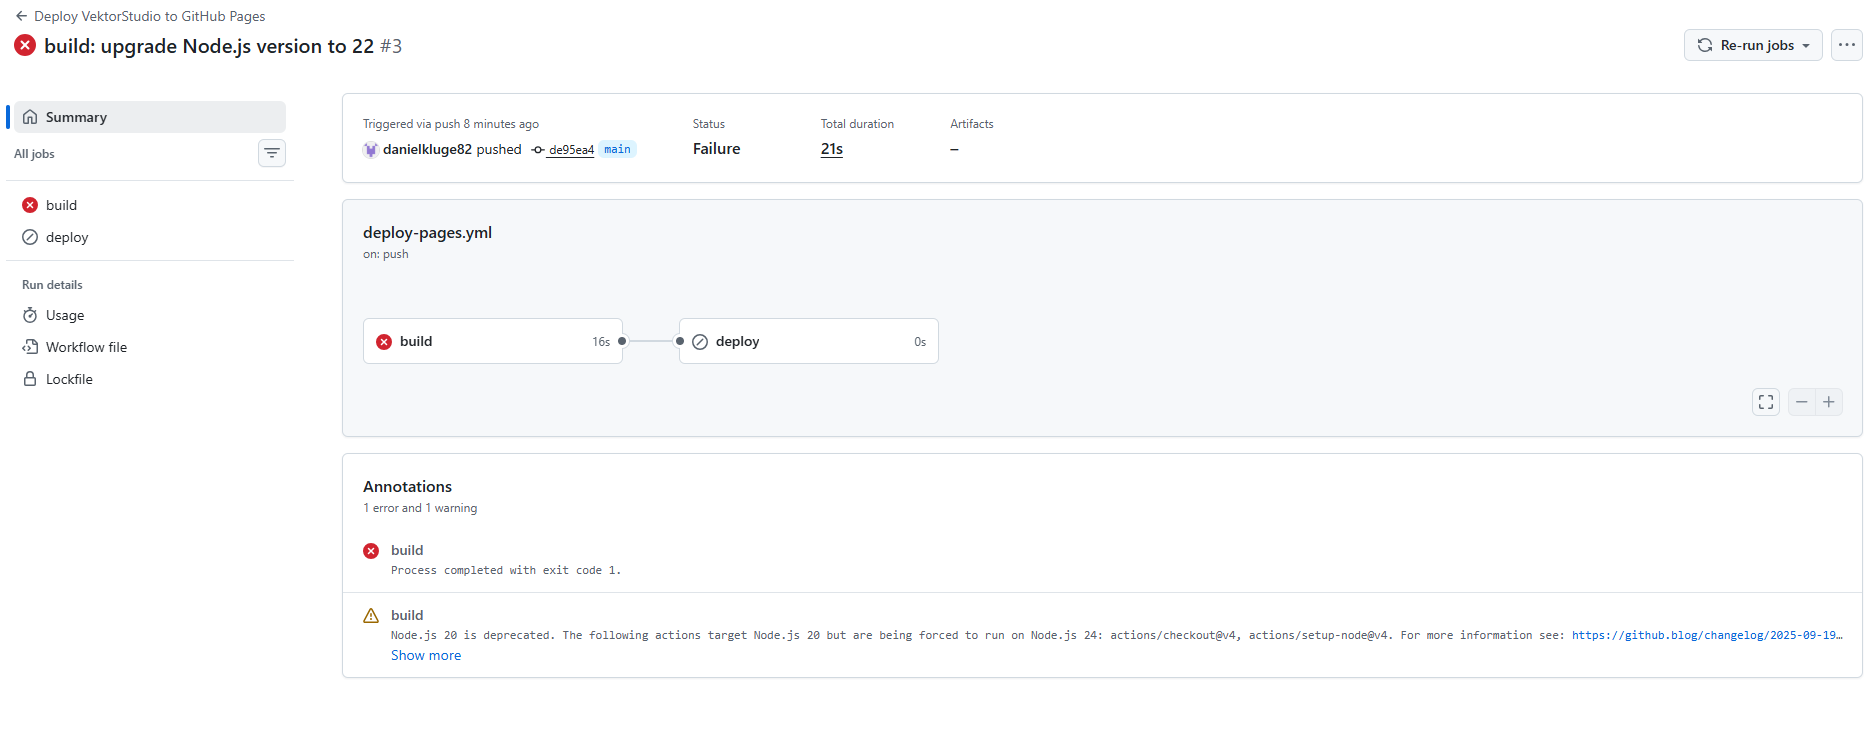 Deploy VektorStudio to GitHub Pages
build: upgrade Node.js version to 22 #3
Re-run jobs
Summary
All jobs
build
deploy
Run details
Usage
Workflow file
Lockfile
Triggered via push 8 minutes ago
danielkluge82 pushed de95ea4 main
Status
Failure
Total duration
21s
Artifacts
–
deploy-pages.yml
on: push
build 16s
deploy 0s
Annotations
1 error and 1 warning
build
Process completed with exit code 1.
build
Node.js 20 is deprecated. The following actions target Node.js 20 but are being forced to run on Node.js 24: actions/checkout@v4, actions/setup-node@v4. For more information see: https://github.blog/changelog/2025-09-19…
Show more